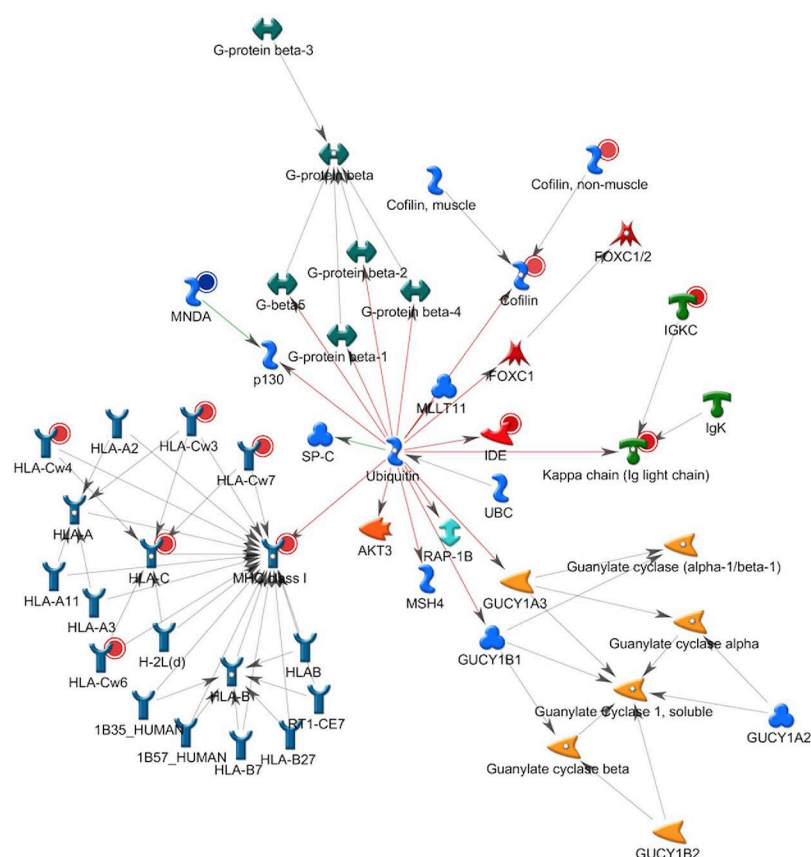 G-protein beta-3
G-protein beta
Cofilin, muscle
Cofilin, non-muscle
FOXC1/2
G-protein beta-2
G-beta5
G-protein beta-4
Cofilin
MNDA
IGKC
G-protein beta-1
p130
FOXC1
MLLT11
IgK
HLA-A2
HLA-Cw3
HLA-Cw4
HLA-Cw7
SP-C
Ubiquitin
IDE
Kappa chain (Ig light chain)
UBC
HLA-A
AKT3
RAP-1B
HLA-C
MHC class I
Guanylate cyclase (alpha-1/beta-1)
HLA-A11
MSH4
GUCY1A3
HLA-A3
Guanylate cyclase alpha
H-2L(d)
GUCY1B1
HLAB
HLA-Cw6
HLA-B
Guanylate Cyclase 1, soluble
RT1-CE7
1B35_HUMAN
GUCY1A2
1B57_HUMAN
HLA-B27
HLA-B7
Guanylate cyclase beta
GUCY1B2